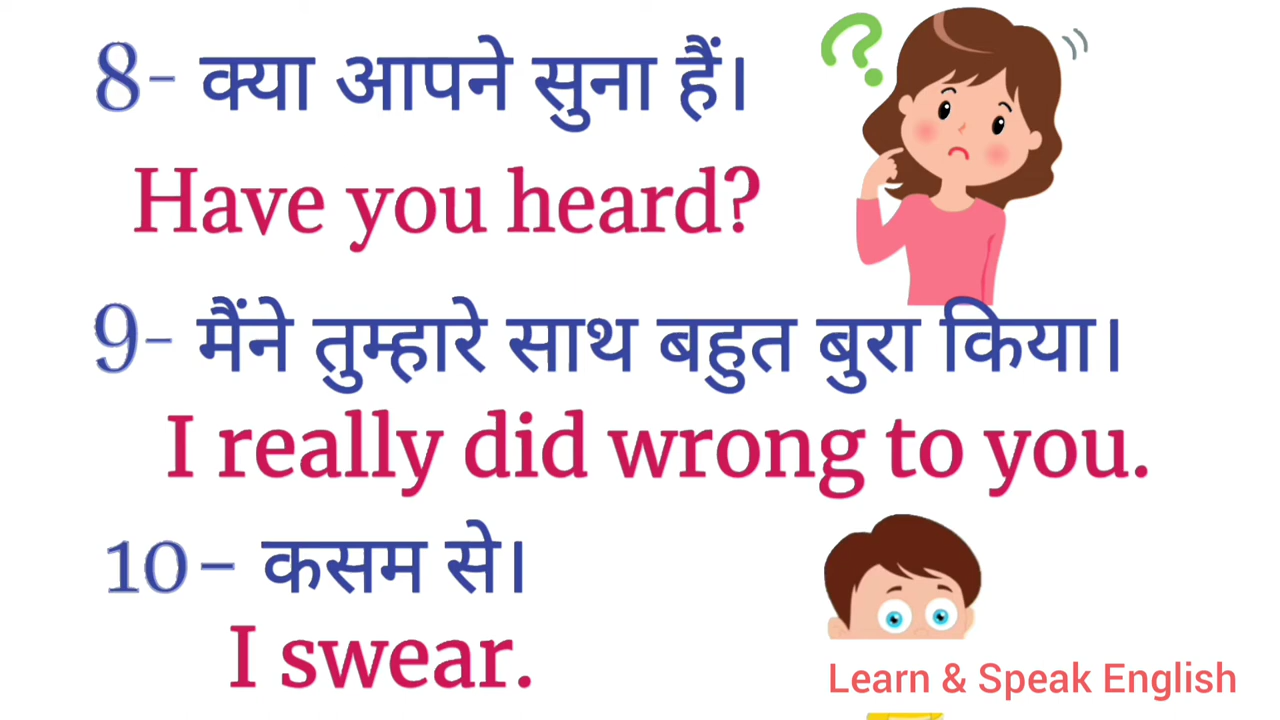 8- क्या आपने सुना हैं।
Have you heard?
9- मैंने तुम्हारे साथ बहुत बुरा किया।
I really did wrong to you.
10- कसम से।
I swear.
Learn & Speak English